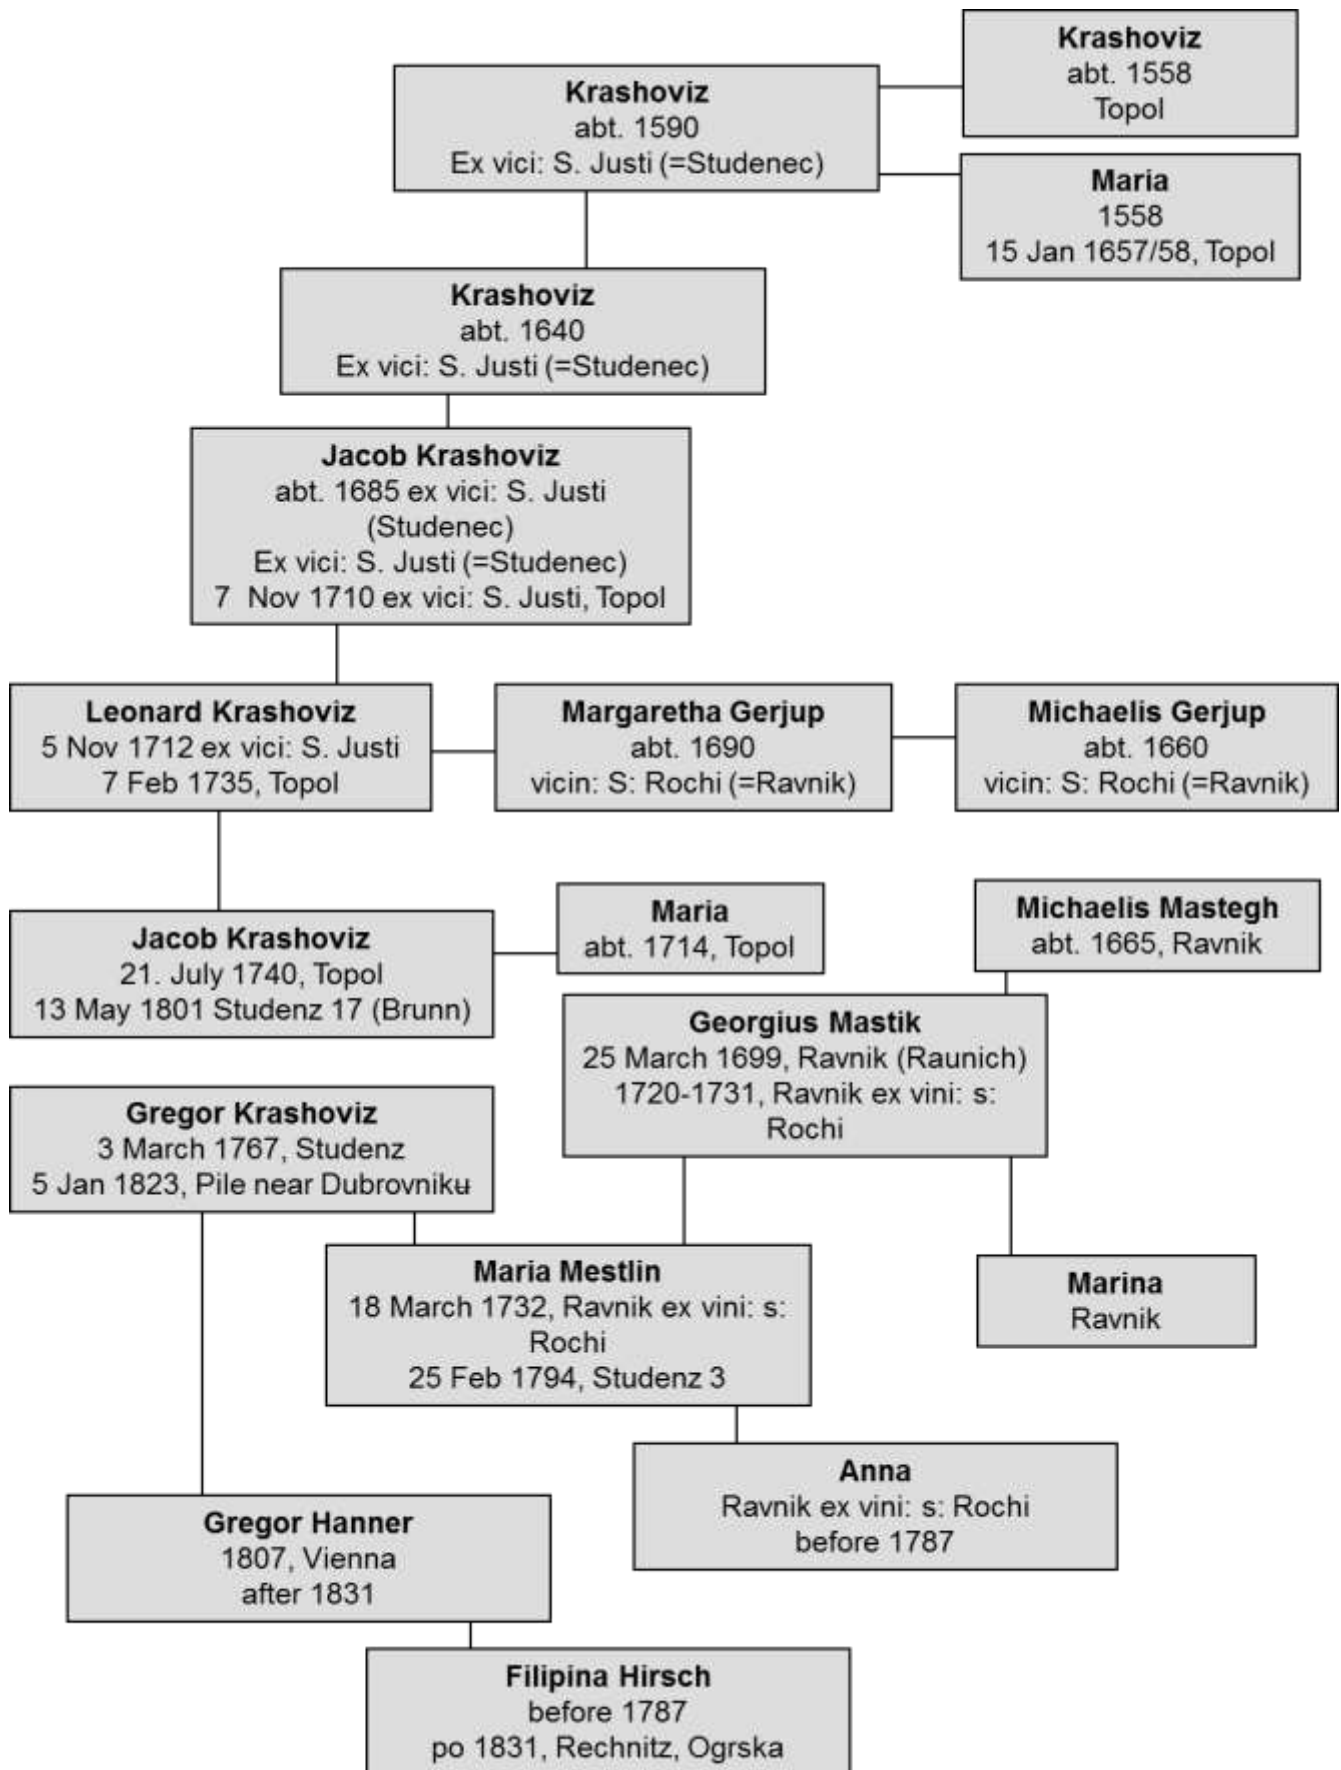 Krashoviz
abt. 1558
Topol
Krashoviz
abt. 1590
Ex vici: S. Justi (=Studenec)
Maria
1558
15 Jan 1657/58, Topol
Krashoviz
abt. 1640
Ex vici: S. Justi (=Studenec)
Jacob Krashoviz
abt. 1685 ex vici: S. Justi
(Studenec)
Ex vici: S. Justi (=Studenec)
7 Nov 1710 ex vici: S. Justi, Topol
Leonard Krashoviz
5 Nov 1712 ex vici: S. Justi
7 Feb 1735, Topol
Margaretha Gerjup
abt. 1690
vicin: S: Rochi (=Ravnik)
Michaelis Gerjup
abt. 1660
vicin: S: Rochi (=Ravnik)
Maria
abt. 1714, Topol
Michaelis Mastegh
abt. 1665, Ravnik
Jacob Krashoviz
21. July 1740, Topol
13 May 1801 Studenz 17 (Brunn)
Georgius Mastik
25 March 1699, Ravnik (Raunich)
1720-1731, Ravnik ex vini: s:
Rochi
Gregor Krashoviz
3 March 1767, Studenz
5 Jan 1823, Pile near Dubrovniku
Maria Mestlin
18 March 1732, Ravnik ex vini: s:
Rochi
25 Feb 1794, Studenz 3
Marina
Ravnik
Anna
Ravnik ex vini: s: Rochi
before 1787
Gregor Hanner
1807, Vienna
after 1831
Filipina Hirsch
before 1787
po 1831, Rechnitz, Ogrska